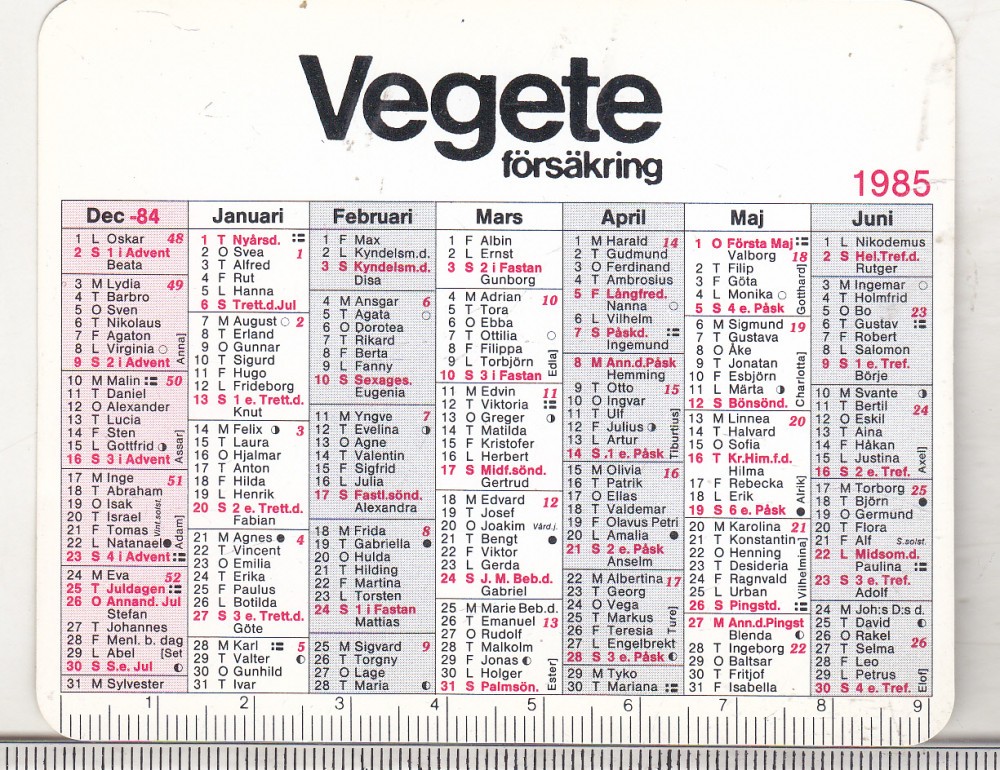 Vegete
försäkring
1985
Dec -84
1 L Oskar 48
2 S 1 i Advent
Beata
3 M Lydia 49
4 T Barbro
5 O Sven
6 T Nikolaus
7 F Agaton
8 L Virginia
9 S 2 i Advent
Anna]
10 M Malin 50
11 T Daniel
12 O Alexander
13 T Lucia
14 F Sten
15 L Gottfrid
16 S 3 i Advent
Assar]
17 M Inge 51
18 T Abraham
19 O Isak
20 T Israel
21 F Tomas Vint.solst.
22 L Natanael
23 S 4 i Advent
Adam]
24 M Eva 52
25 T Juldagen
26 O Annand. Jul
Stefan
27 T Johannes
28 F Menl. b. dag
29 L Abel [Set
30 S S.e. Jul
31 M Sylvester
Januari
1 T Nyårsd.
2 O Svea 1
3 T Alfred
4 F Rut
5 L Hanna
6 S Trett.d.Jul
7 M August 2
8 T Erland
9 O Gunnar
10 T Sigurd
11 F Hugo
12 L Frideborg
13 S 1 e. Trett.d.
Knut
14 M Felix 3
15 T Laura
16 O Hjalmar
17 T Anton
18 F Hilda
19 L Henrik
20 S 2 e. Trett.d.
Fabian
21 M Agnes 4
22 T Vincent
23 O Emilia
24 T Erika
25 F Paulus
26 L Botilda
27 S 3 e. Trett.d.
Göte
28 M Karl 5
29 T Valter
30 O Gunhild
31 T Ivar
Februari
1 F Max
2 L Kyndelsm.d.
3 S Kyndelsm.d.
Disa
4 M Ansgar 6
5 T Agata
6 O Dorotea
7 T Rikard
8 F Berta
9 L Fanny
10 S Sexages.
Eugenia
11 M Yngve 7
12 T Evelina
13 O Agne
14 T Valentin
15 F Sigfrid
16 L Julia
17 S Fastl.sönd.
Alexandra
18 M Frida 8
19 T Gabriella
20 O Hulda
21 T Hilding
22 F Martina
23 L Torsten
24 S 1 i Fastan
Mattias
25 M Sigvard 9
26 T Torgny
27 O Lage
28 T Maria
Mars
1 F Albin
2 L Ernst
3 S 2 i Fastan
Gunborg
4 M Adrian 10
5 T Tora
6 O Ebba
7 T Ottilia
8 F Filippa
9 L Torbjörn
10 S 3 i Fastan
Edla]
11 M Edvin 11
12 T Viktoria
13 O Greger
14 T Matilda
15 F Kristofer
16 L Herbert
17 S Midf.sönd.
Gertrud
18 M Edvard 12
19 T Josef
20 O Joakim Vårdj.
21 T Bengt
22 F Viktor
23 L Gerda
24 S J. M. Beb.d.
Gabriel
25 M Marie Beb.d.
26 T Emanuel 13
27 O Rudolf
28 T Malkolm
29 F Jonas
30 L Holger
31 S Palmsön.
Ester]
April
1 M Harald 14
2 T Gudmund
3 O Ferdinand
4 T Ambrosius
5 F Långfred.
Nanna
6 L Vilhelm
7 S Påskd.
Ingemund
8 M Ann.d.Påsk
Hemming
9 T Otto 15
10 O Ingvar
11 T Ulf
12 F Julius
13 L Artur
14 S .1 e. Påsk
Tiburtius]
15 M Olivia 16
16 T Patrik
17 O Elias
18 T Valdemar
19 F Olavus Petri
20 L Amalia
21 S 2 e. Påsk
Anselm
22 M Albertina 17
23 T Georg
24 O Vega
25 T Markus
26 F Teresia
27 L Engelbrekt
28 S 3 e. Påsk
Ture]
29 M Tyko
30 T Mariana
Maj
1 O Första Maj
Valborg 18
2 T Filip
3 F Göta
4 L Monika
5 S 4 e. Påsk
Gotthard]
6 M Sigmund 19
7 T Gustava
8 O Åke
9 T Jonatan
10 F Esbjörn
11 L Märta
12 S Bönsönd.
Charlotta]
13 M Linnea 20
14 T Halvard
15 O Sofia
16 T Kr.Him.f.d.
Hilma
17 F Rebecka
18 L Erik
19 S 6 e. Påsk
Alrik]
20 M Karolina 21
21 T Konstantin
22 O Henning
23 T Desideria
24 F Ragnvald
25 L Urban
26 S Pingstd.
Vilhelmina]
27 M Ann.d.Pingst
Blenda
28 T Ingeborg 22
29 O Baltsar
30 T Fritjof
31 F Isabella
Juni
1 L Nikodemus
2 S Hel.Tref.d.
Rutger
3 M Ingemar
4 T Holmfrid
5 O Bo 23
6 T Gustav
7 F Robert
8 L Salomon
9 S 1 e. Tref.
Börje
10 M Svante
11 T Bertil 24
12 O Eskil
13 T Aina
14 F Håkan
15 L Justina
16 S 2 e. Tref.
Axel]
17 M Torborg 25
18 T Björn
19 O Germund
20 T Flora
21 F Alf S.solst.
22 L Midsom.d.
Paulina
23 S 3 e. Tref.
Adolf
24 M Joh:s D:s d.
25 T David
26 O Rakel 26
27 T Selma
28 F Leo
29 L Petrus
30 S 4 e. Tref.
Elof]
1 2 3 4 5 6 7 8 9